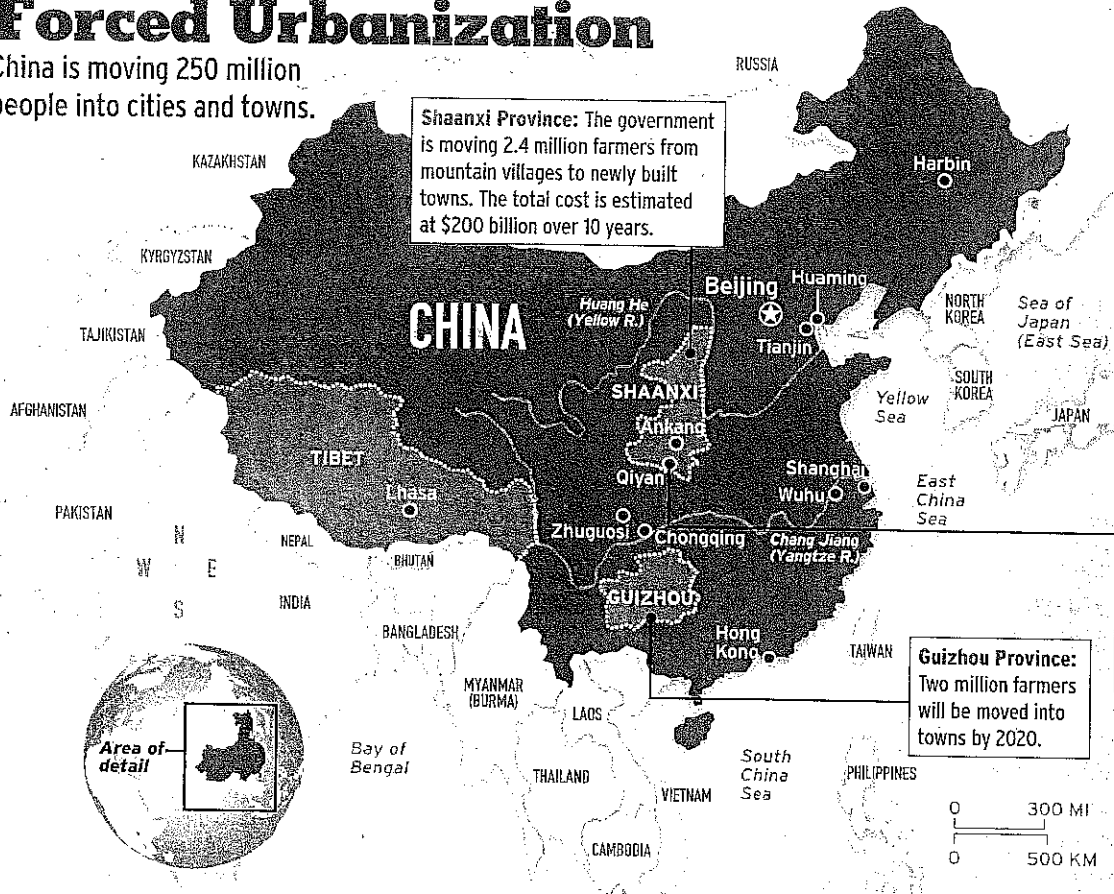 Forced Urbanization
China is moving 250 million
people into cities and towns.
RUSSIA
Shaanxi Province: The government
is moving 2.4 million farmers from
mountain villages to newly built
towns. The total cost is estimated
at $200 billion over 10 years.
KAZAKHSTAN
Harbin
KYRGYZSTAN
Beijing
Huaming
Huang He
(Yellow R.)
CHINA
NORTH
KOREA
Sea of
Japan
(East Sea)
TAJIKISTAN
Tianjin
SOUTH
KOREA
SHAANXI
Yellow
Sea
AFGHANISTAN
JAPAN
Ankang
TIBET
Qiyan
Shanghai
Lhasa
Wuhu
East
China
Sea
PAKISTAN
Zhuguosi
Chongqing
Chang Jiang
(Yangtze R.)
N
NEPAL
BHUTAN
W E
S
INDIA
GUIZHOU
BANGLADESH
Hong
Kong
TAIWAN
Guizhou Province:
Two million farmers
will be moved into
towns by 2020.
MYANMAR
(BURMA)
LAOS
Area of
detail
Bay of
Bengal
THAILAND
VIETNAM
South
China
Sea
PHILIPPINES
0 300 MI
0 500 KM
CAMBODIA